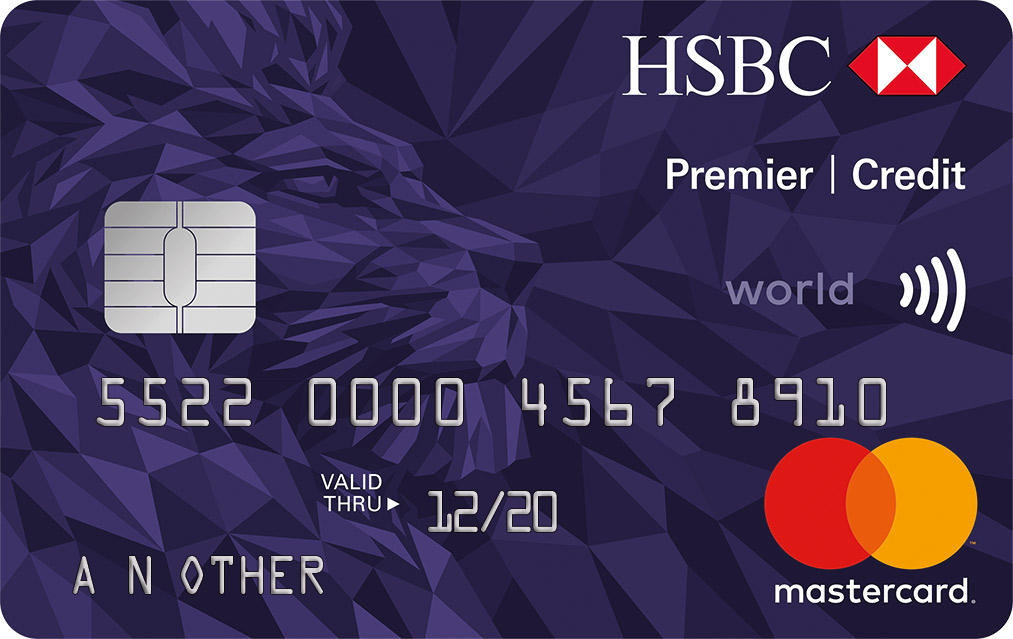 HSBC
Premier | Credit
world
5522 0000 4567 8910
VALID
THRU
12/20
A N OTHER
mastercard.